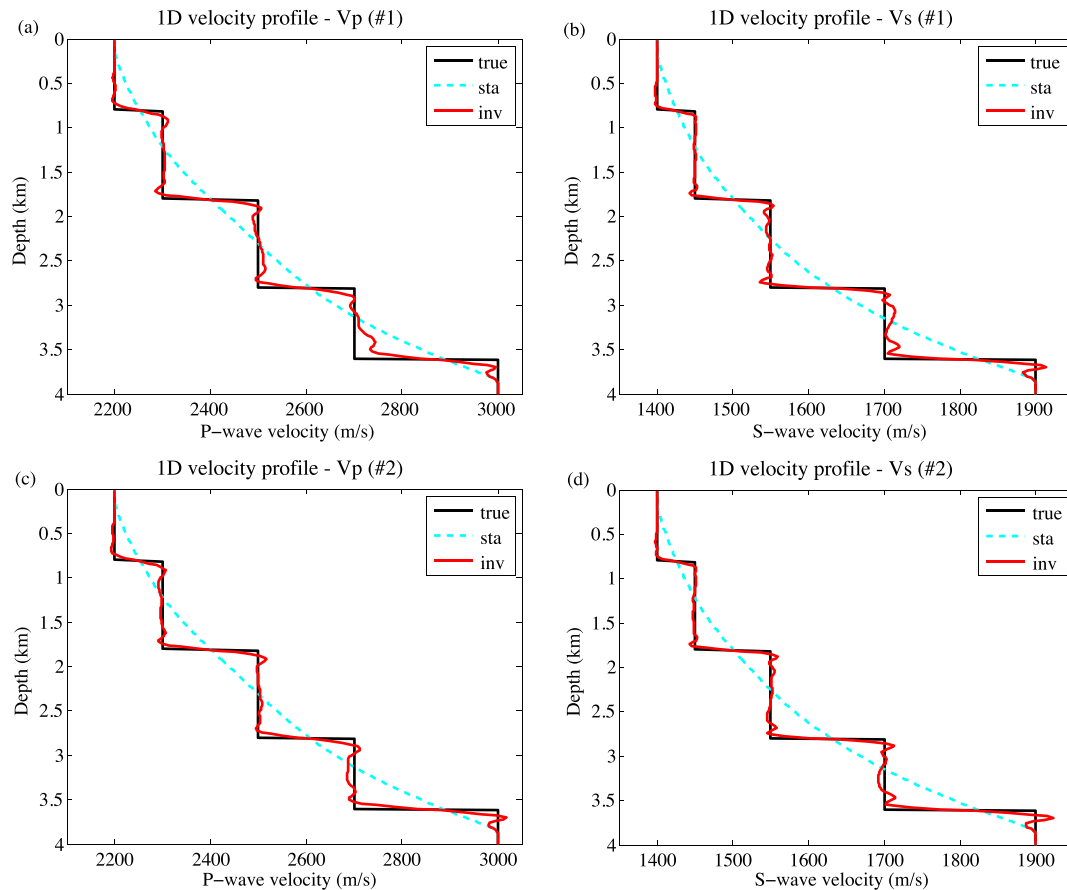 1D velocity profile - Vp (#1)
(a)
0
0.5
1
1.5
2
2.5
3
3.5
4
Depth (km)
true
sta
inv
2200 2400 2600 2800 3000
P−wave velocity (m/s)
1D velocity profile - Vs (#1)
(b)
0
0.5
1
1.5
2
2.5
3
3.5
4
Depth (km)
true
sta
inv
1400 1500 1600 1700 1800 1900
S−wave velocity (m/s)
1D velocity profile - Vp (#2)
(c)
0
0.5
1
1.5
2
2.5
3
3.5
4
Depth (km)
true
sta
inv
2200 2400 2600 2800 3000
P−wave velocity (m/s)
1D velocity profile - Vs (#2)
(d)
0
0.5
1
1.5
2
2.5
3
3.5
4
Depth (km)
true
sta
inv
1400 1500 1600 1700 1800 1900
S−wave velocity (m/s)